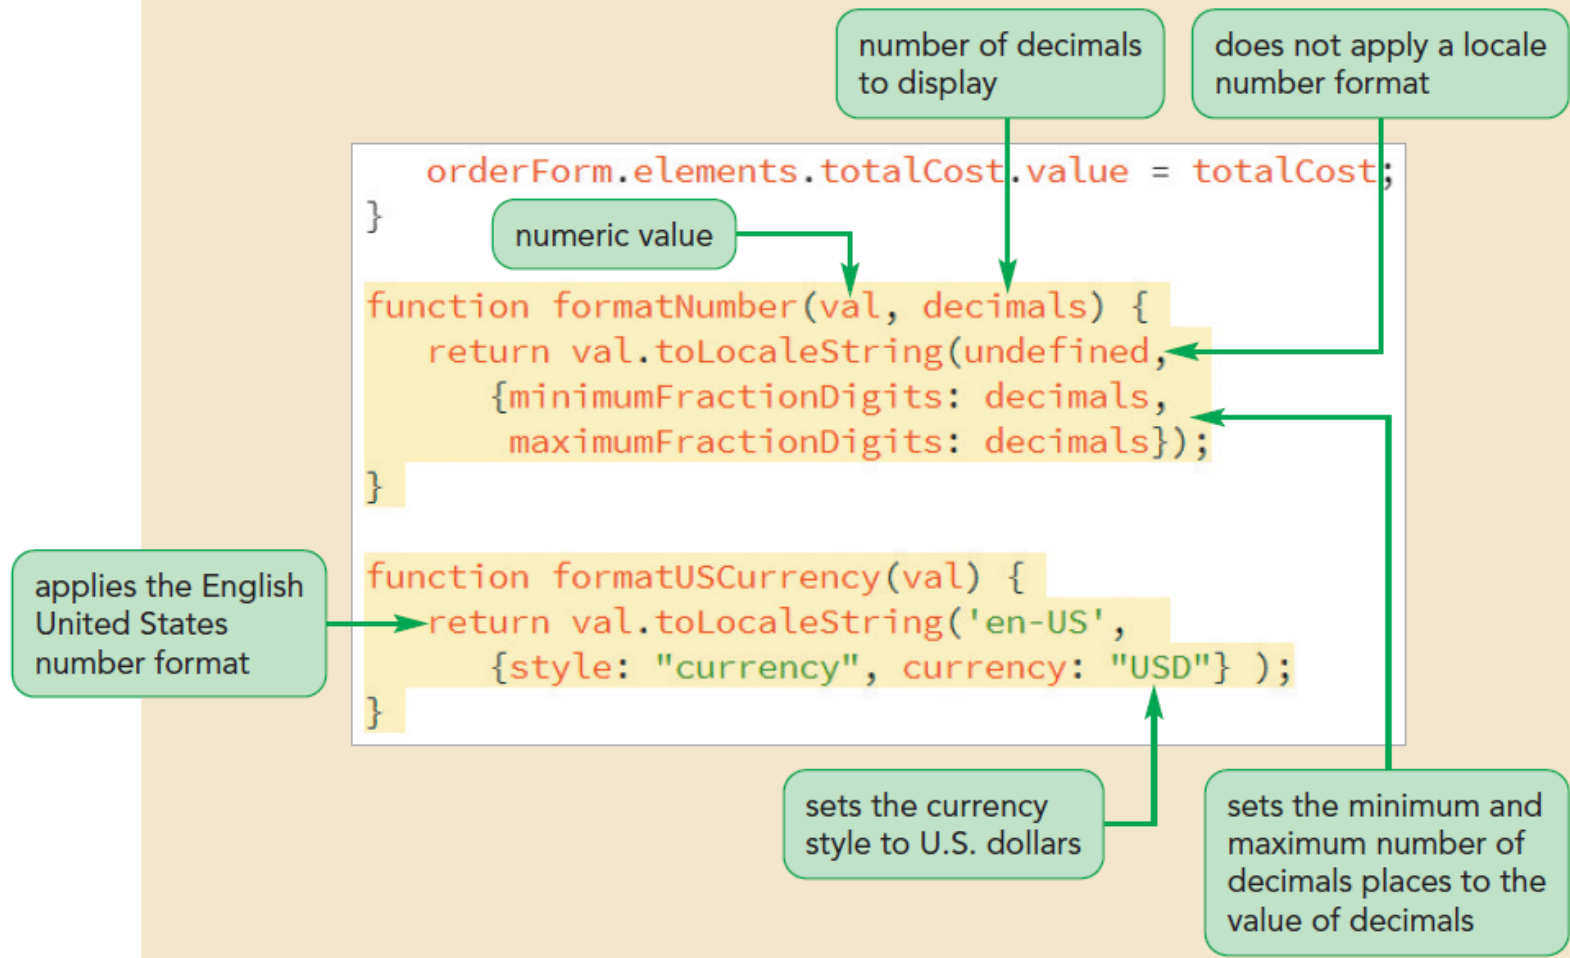 number of decimals
to display
does not apply a locale
number format
orderForm.elements.totalCost.value = totalCost;
}
numeric value
function formatNumber(val, decimals) {
return val.toLocaleString(undefined,
{minimumFractionDigits: decimals,
maximumFractionDigits: decimals});
}
applies the English
United States
number format
function formatUSCurrency(val) {
return val.toLocaleString('en-US',
{style: "currency", currency: "USD"} );
}
sets the currency
style to U.S. dollars
sets the minimum and
maximum number of
decimals places to the
value of decimals